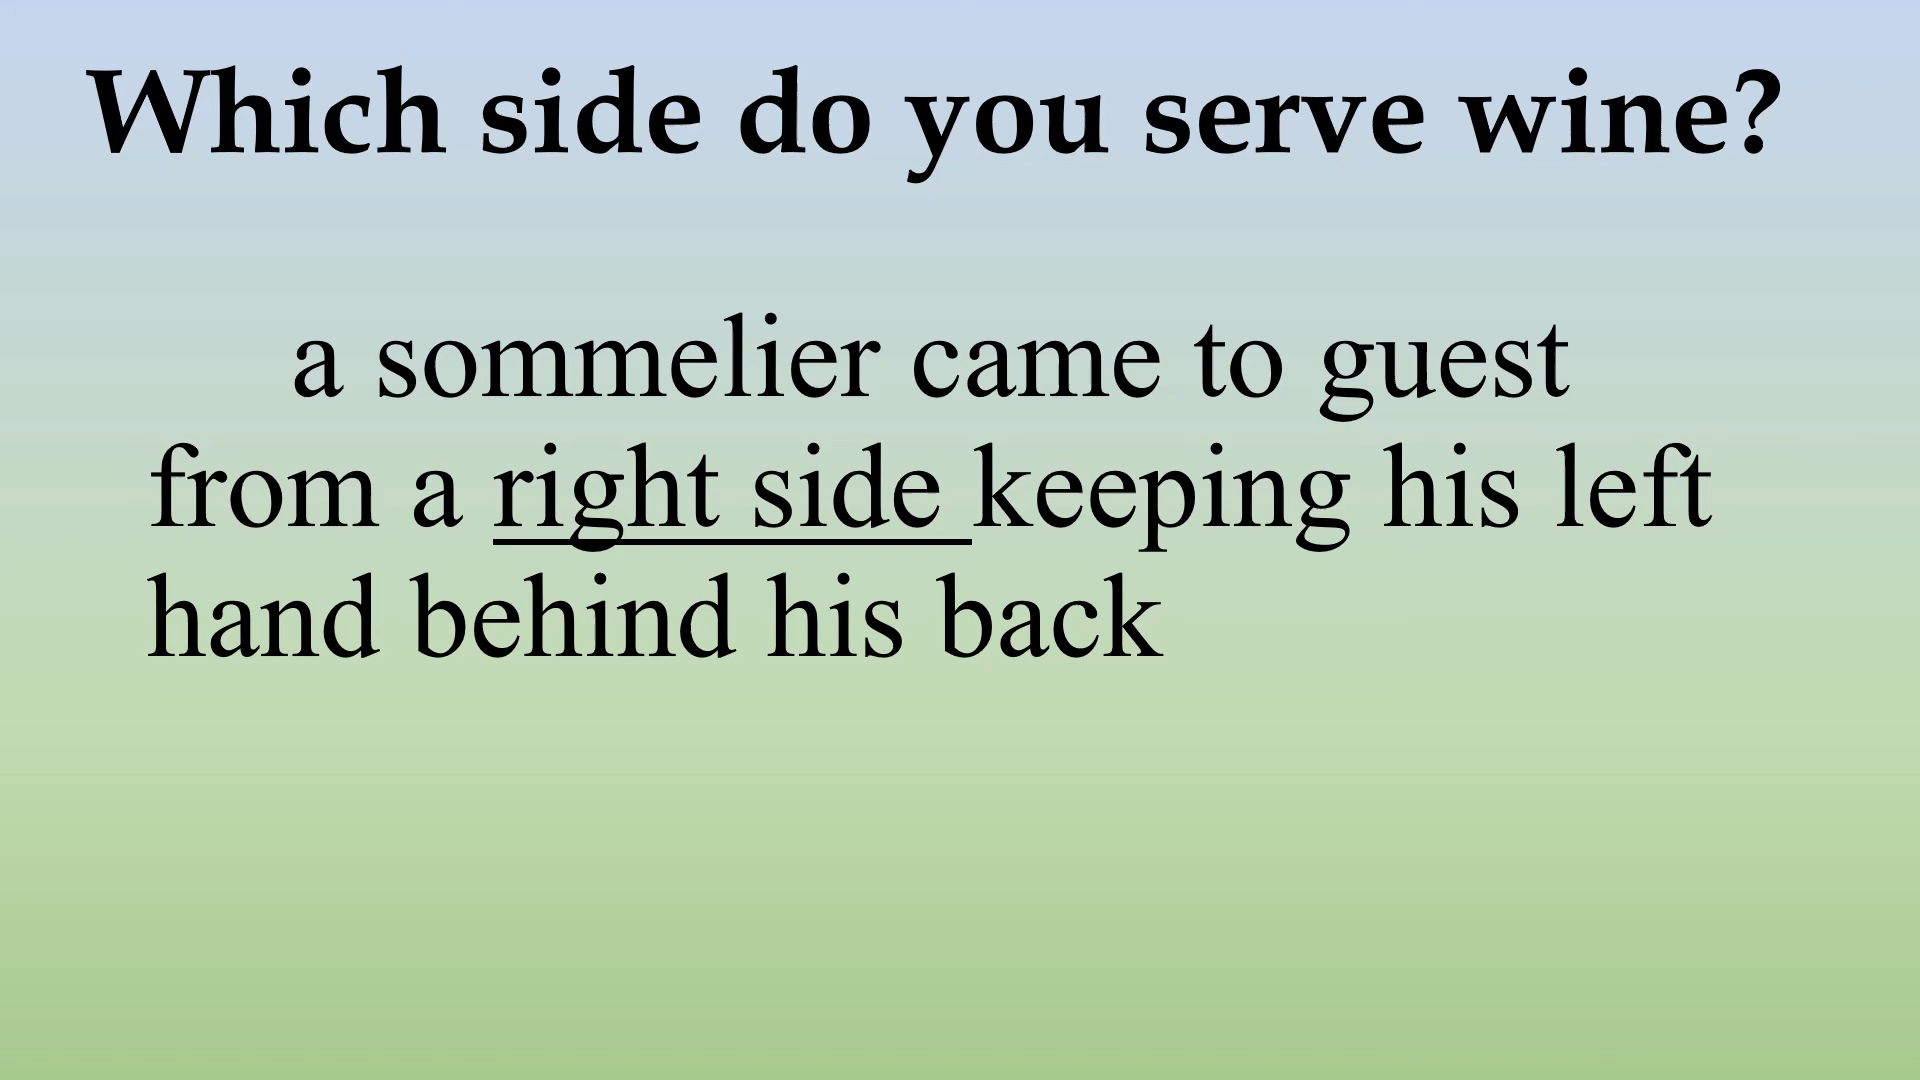 Which side do you serve wine?
a sommelier came to guest
from a right side keeping his left
hand behind his back